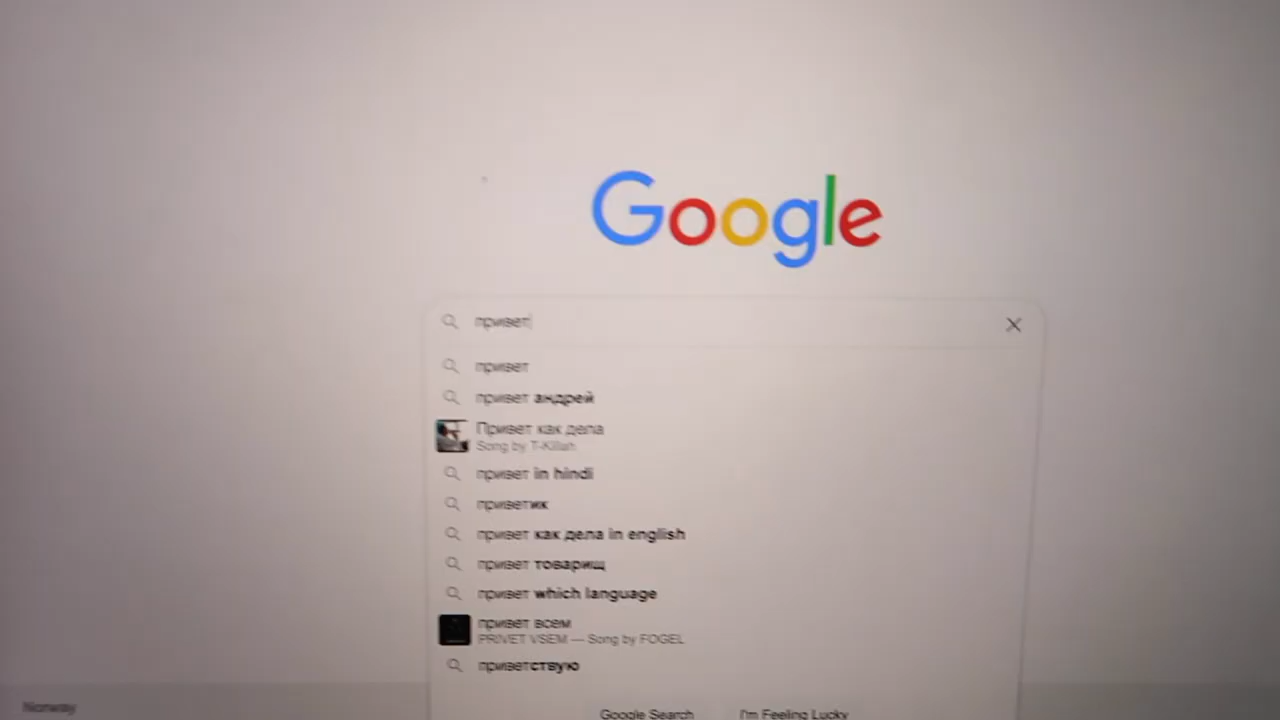 Google
привет
привет
привет андрей
Привет как дела
Song by T-Killah
привет in hindi
приветик
привет как дела in english
привет товарищ
привет which language
привет всем
PRIVET VSEM — Song by FOGEL
приветствую
Google Search
I'm Feeling Lucky
Norway